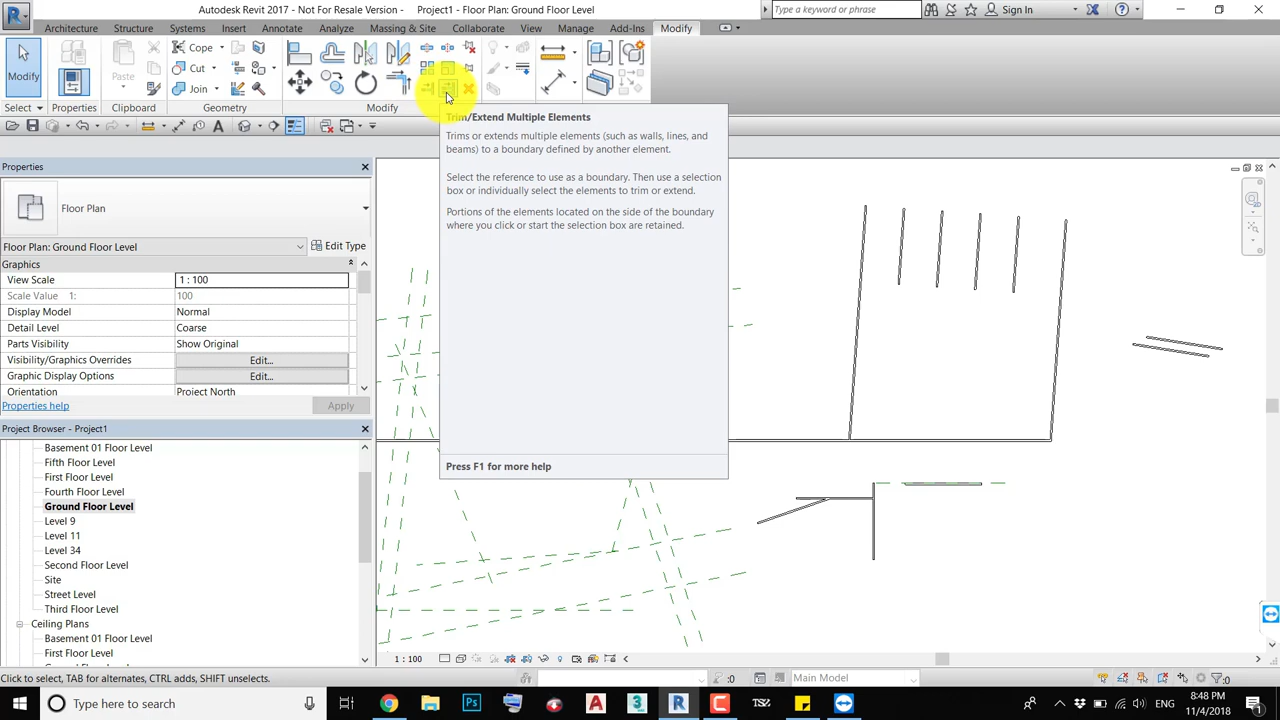 Autodesk Revit 2017 - Not For Resale Version -    Project1 - Floor Plan: Ground Floor Level
Type a keyword or phrase
Sign In
Architecture Structure Systems Insert Annotate Analyze Massing & Site Collaborate View Manage Add-Ins Modify
Modify
Paste
Cope
Cut
Join
Select Properties Clipboard Geometry Modify
Trim/Extend Multiple Elements
Trims or extends multiple elements (such as walls, lines, and
beams) to a boundary defined by another element.
Select the reference to use as a boundary. Then use a selection
box or individually select the elements to trim or extend.
Portions of the elements located on the side of the boundary
where you click or start the selection box are retained.
Press F1 for more help
Properties
Floor Plan
Floor Plan: Ground Floor Level
Edit Type
Graphics
View Scale 1 : 100
Scale Value 1: 100
Display Model Normal
Detail Level Coarse
Parts Visibility Show Original
Visibility/Graphics Overrides Edit...
Graphic Display Options Edit...
Orientation Project North
Properties help Apply
Project Browser - Project1
Basement 01 Floor Level
Fifth Floor Level
First Floor Level
Fourth Floor Level
Ground Floor Level
Level 9
Level 11
Level 34
Second Floor Level
Site
Street Level
Third Floor Level
Ceiling Plans
Basement 01 Floor Level
First Floor Level
1 : 100
Click to select, TAB for alternates, CTRL adds, SHIFT unselects.
:0
Main Model
:0
Type here to search
ENG
8:48 PM
11/4/2018